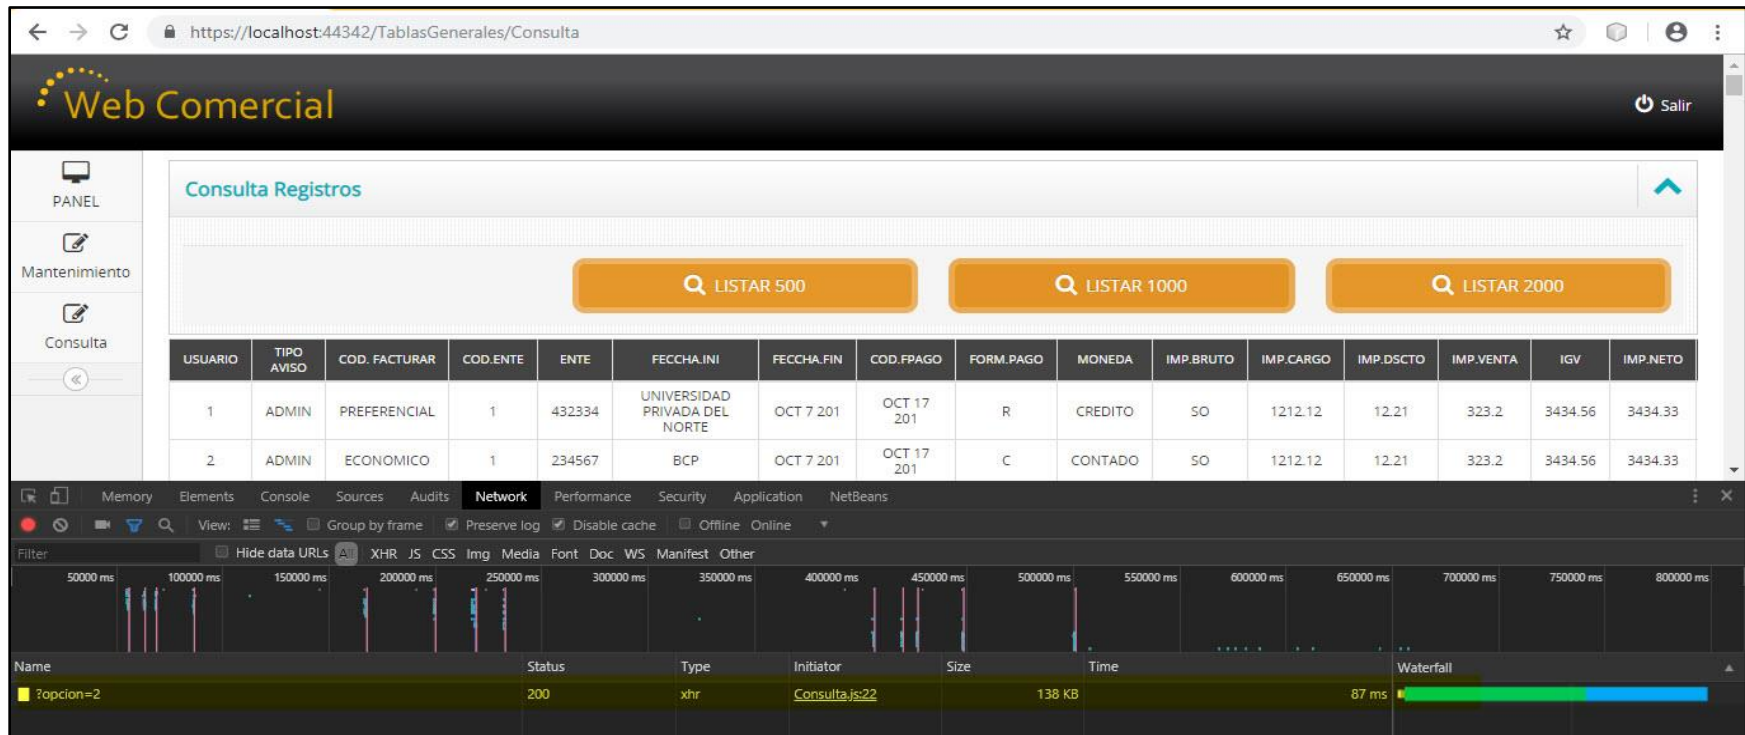 https://localhost:44342/TablasGenerales/Consulta
Web Comercial
Salir
PANEL
Mantenimiento
Consulta
Consulta Registros
LISTAR 500 LISTAR 1000 LISTAR 2000
USUARIO TIPO AVISO COD. FACTURAR COD.ENTE ENTE FECCHA.INI FECCHA.FIN COD.FPAGO FORM.PAGO MONEDA IMP.BRUTO IMP.CARGO IMP.DSCTO IMP.VENTA IGV IMP.NETO
1 ADMIN PREFERENCIAL 1 432334 UNIVERSIDAD PRIVADA DEL NORTE OCT 7 201 OCT 17 201 R CREDITO SO 1212.12 12.21 323.2 3434.56 3434.33
2 ADMIN ECONOMICO 1 234567 BCP OCT 7 201 OCT 17 201 C CONTADO SO 1212.12 12.21 323.2 3434.56 3434.33
Memory Elements Console Sources Audits Network Performance Security Application NetBeans
View: Group by frame Preserve log Disable cache Offline Online
Filter Hide data URLs All XHR JS CSS Img Media Font Doc WS Manifest Other
50000 ms 100000 ms 150000 ms 200000 ms 250000 ms 300000 ms 350000 ms 400000 ms 450000 ms 500000 ms 550000 ms 600000 ms 650000 ms 700000 ms 750000 ms 800000 ms
Name Status Type Initiator Size Time Waterfall
?opcion=2 200 xhr Consulta.js:22 138 KB 87 ms